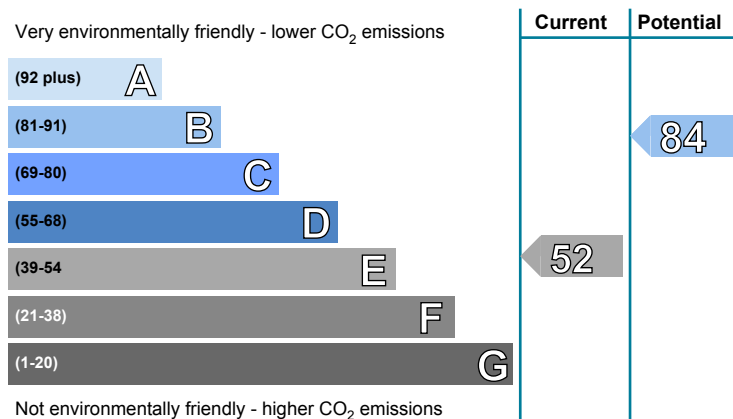 Current Potential
Very environmentally friendly - lower CO₂ emissions
(92 plus) A
(81-91) B
84
(69-80) C
(55-68) D
(39-54 E
52
(21-38) F
(1-20) G
Not environmentally friendly - higher CO₂ emissions